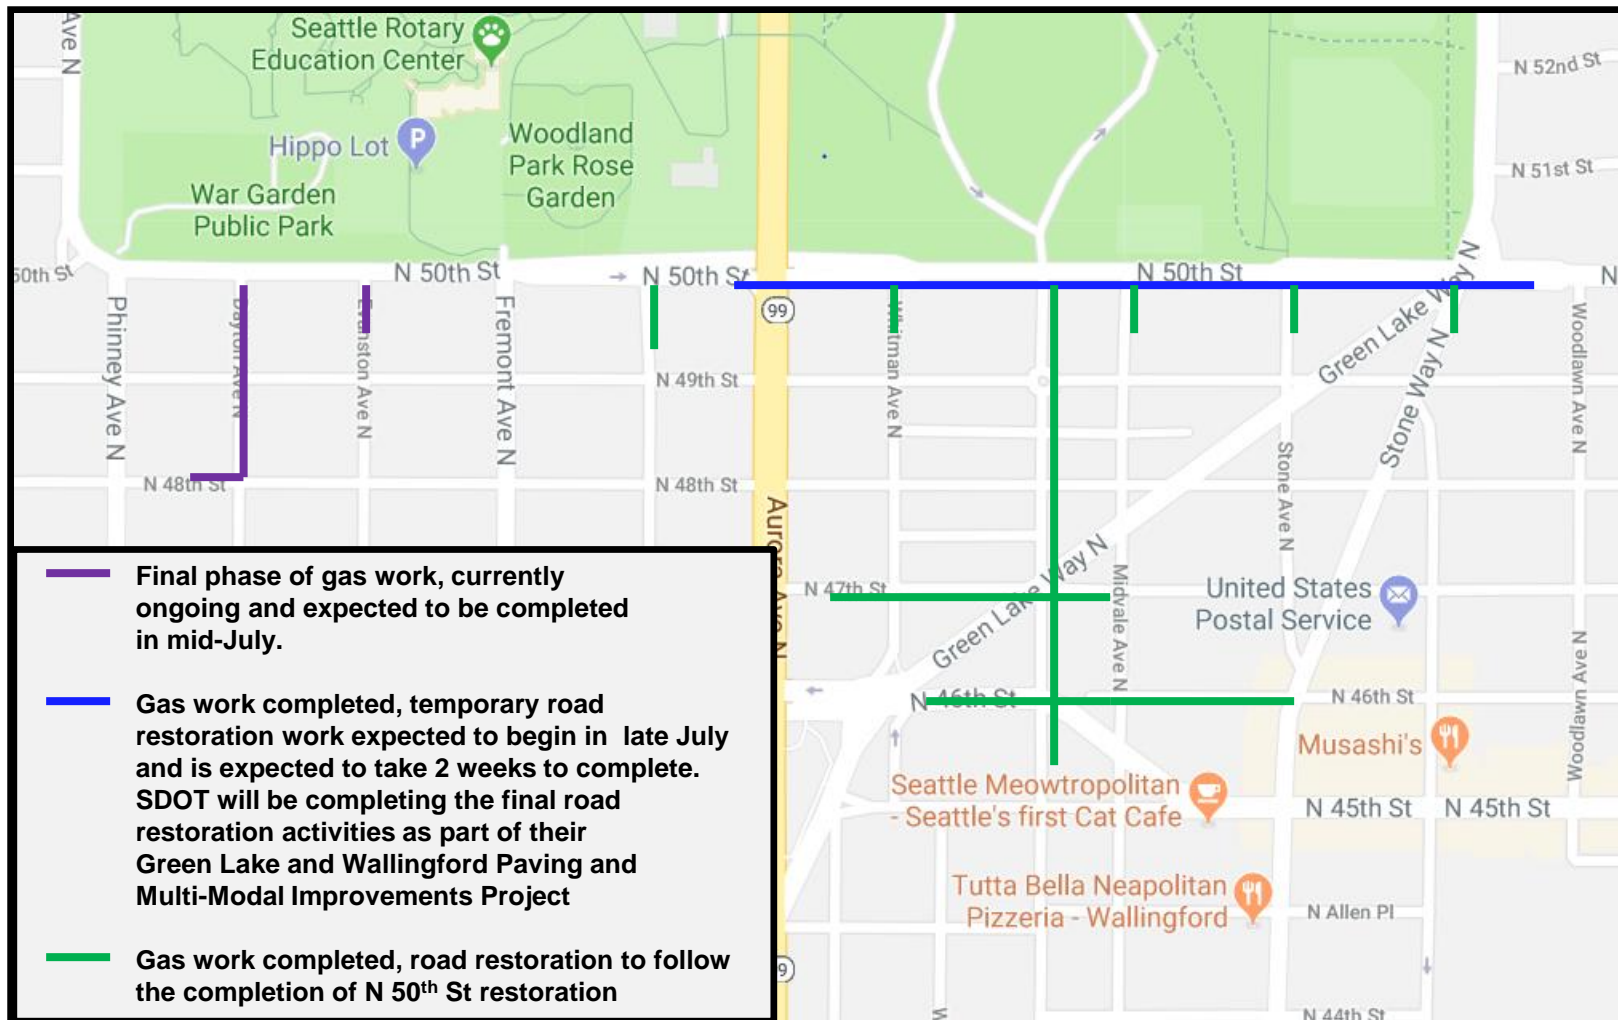 Ave N
Seattle Rotary
Education Center
Hippo Lot
P
Woodland
Park Rose
Garden
War Garden
Public Park
N 52nd St
N 51st St
50th St
N 50th St
N 50th St
N 50th St
N
99
Phinney Ave N
Dayton Ave N
Evanston Ave N
Fremont Ave N
Whitman Ave N
Green Lake Way N
Stone Way N
Woodlawn Ave N
N 49th St
N 48th St
N 48th St
Aurora Ave N
Stone Ave N
N 47th St
Green Lake Way N
Midvale Ave N
United States
Postal Service
Woodlawn Ave N
N 46th St
N 46th St
Musashi's
Seattle Meowtropolitan
- Seattle's first Cat Cafe
N 45th St
N 45th St
Tutta Bella Neapolitan
Pizzeria - Wallingford
N Allen Pl
9
W
N 44th St
Final phase of gas work, currently
ongoing and expected to be completed
in mid-July.
Gas work completed, temporary road
restoration work expected to begin in late July
and is expected to take 2 weeks to complete.
SDOT will be completing the final road
restoration activities as part of their
Green Lake and Wallingford Paving and
Multi-Modal Improvements Project
Gas work completed, road restoration to follow
the completion of N 50th St restoration